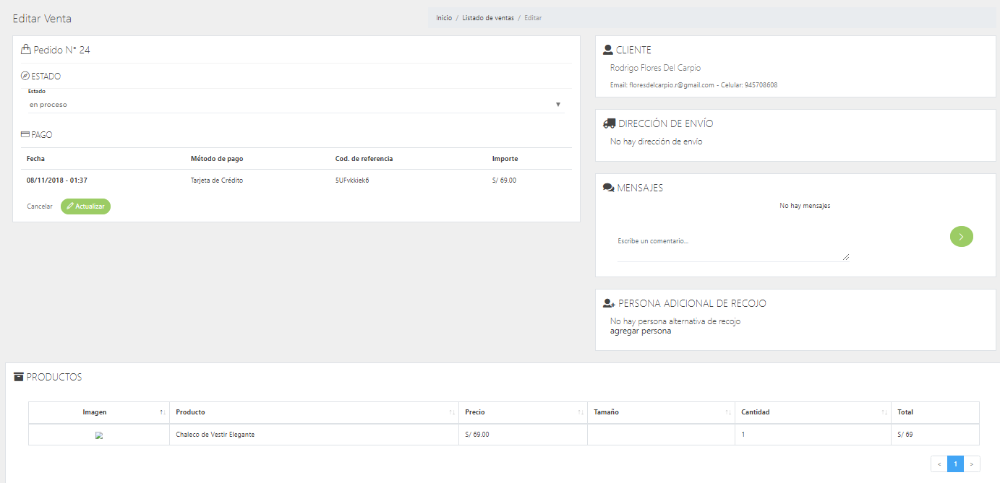 Editar Venta
Inicio / Listado de ventas / Editar
Pedido N° 24
ESTADO
Estado
en proceso
PAGO
Fecha Método de pago Cod. de referencia Importe
08/11/2018 - 01:37 Tarjeta de Crédito 5UFvkkiek6 S/ 69.00
Cancelar Actualizar
CLIENTE
Rodrigo Flores Del Carpio
Email: floresdelcarpio.r@gmail.com - Celular: 945708608
DIRECCIÓN DE ENVÍO
No hay dirección de envío
MENSAJES
No hay mensajes
Escribe un comentario...
PERSONA ADICIONAL DE RECOJO
No hay persona alternativa de recojo
agregar persona
PRODUCTOS
Imagen Producto Precio Tamaño Cantidad Total
Chaleco de Vestir Elegante S/ 69.00 1 S/ 69
< 1 >